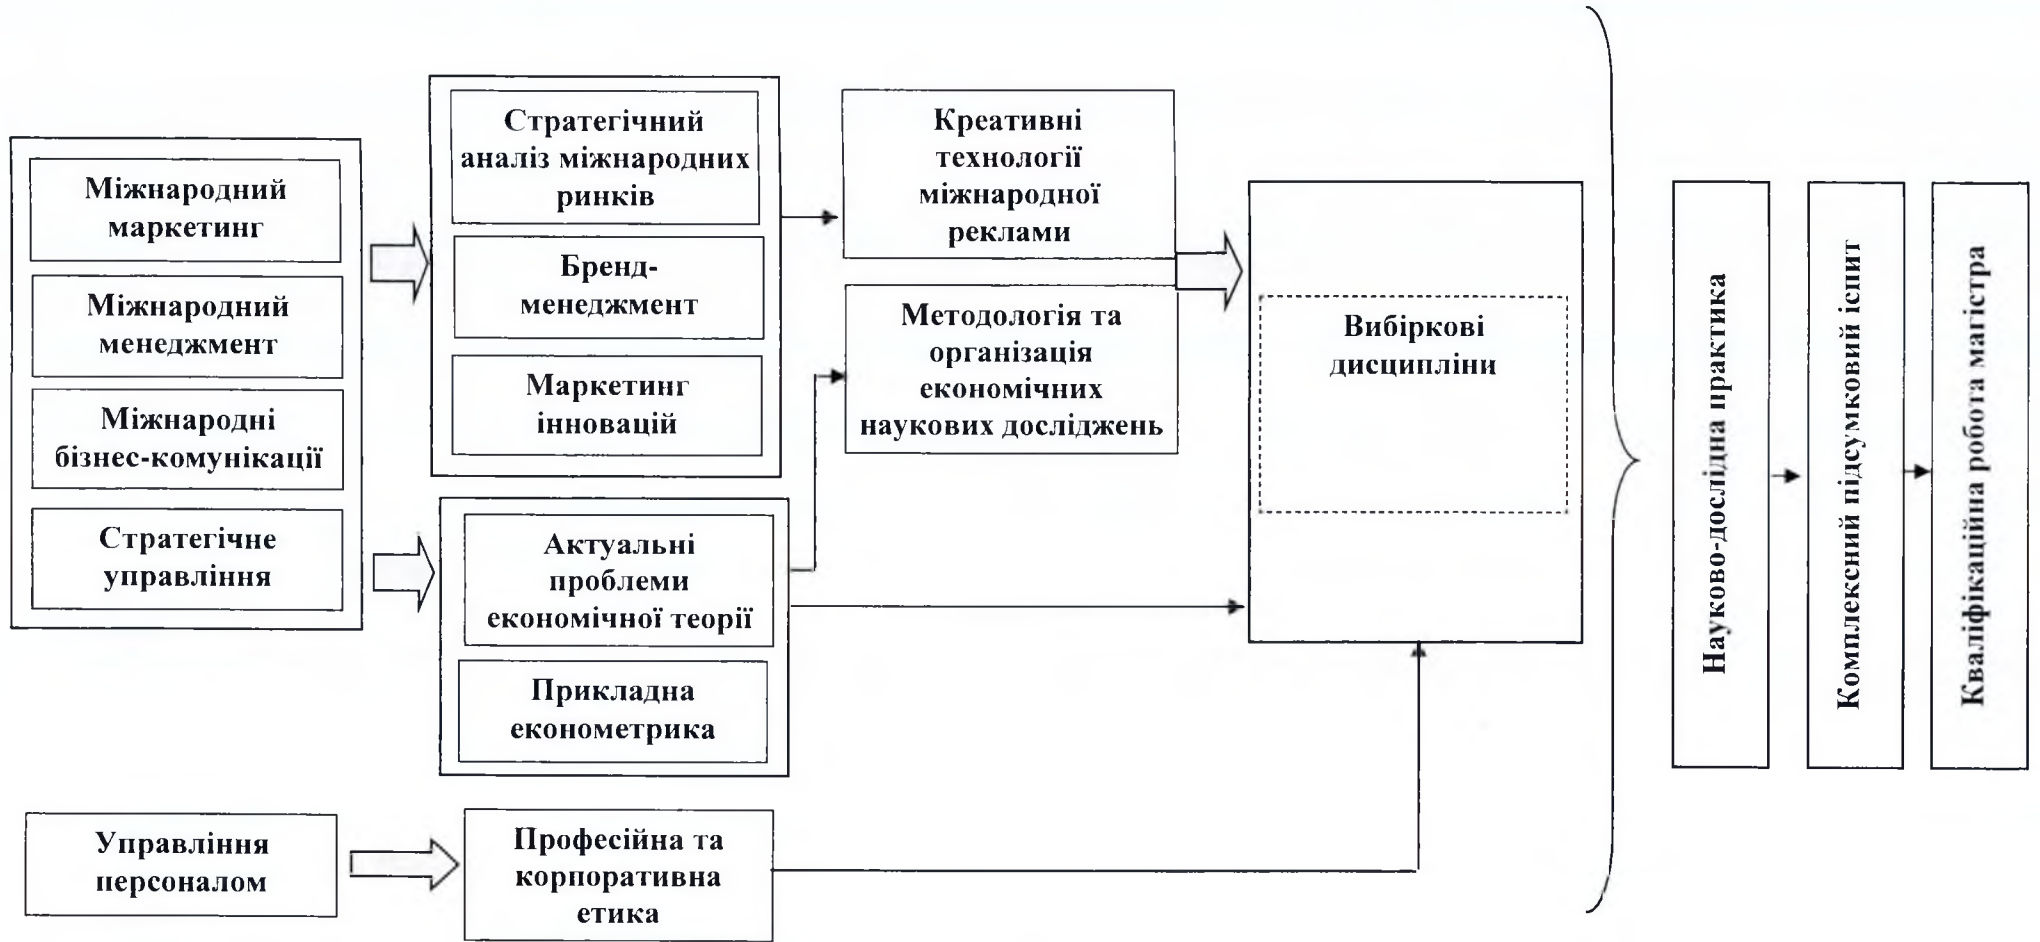 Міжнародний
маркетинг
Міжнародний
менеджмент
Міжнародні
бізнес-комунікації
Стратегічне
управління
Управління
персоналом
Стратегічний
аналіз міжнародних
ринків
Бренд-
менеджмент
Маркетинг
інновацій
Актуальні
проблеми
економічної теорії
Прикладна
економетрика
Професійна та
корпоративна
етика
Креативні
технології
міжнародної
реклами
Методологія та
організація
економічних
наукових досліджень
Вибіркові
дисципліни
Науково-дослідна практика
Комплексний підсумковий іспит
Кваліфікаційна робота магістра